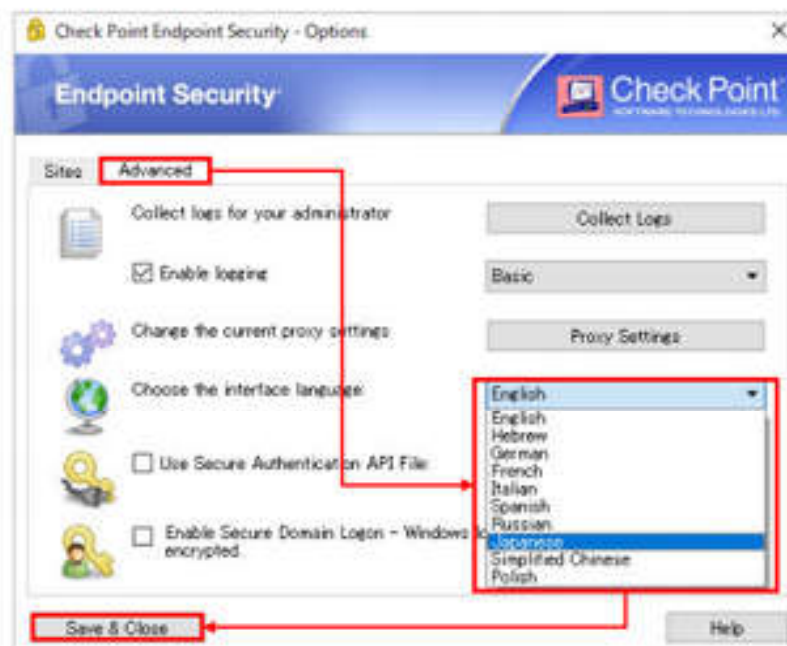 Check Point Endpoint Security - Options
Endpoint Security
Check Point
SOFTWARE TECHNOLOGIES LTD.
Sites
Advanced
Collect logs for your administrator
Collect Logs
Enable logging
Basic
Change the current proxy settings
Proxy Settings
Choose the interface language
English
English
Hebrew
German
French
Italian
Spanish
Russian
Japanese
Simplified Chinese
Polish
Use Secure Authentication API File
Enable Secure Domain Logon - Windows
encrypted
Save & Close
Help